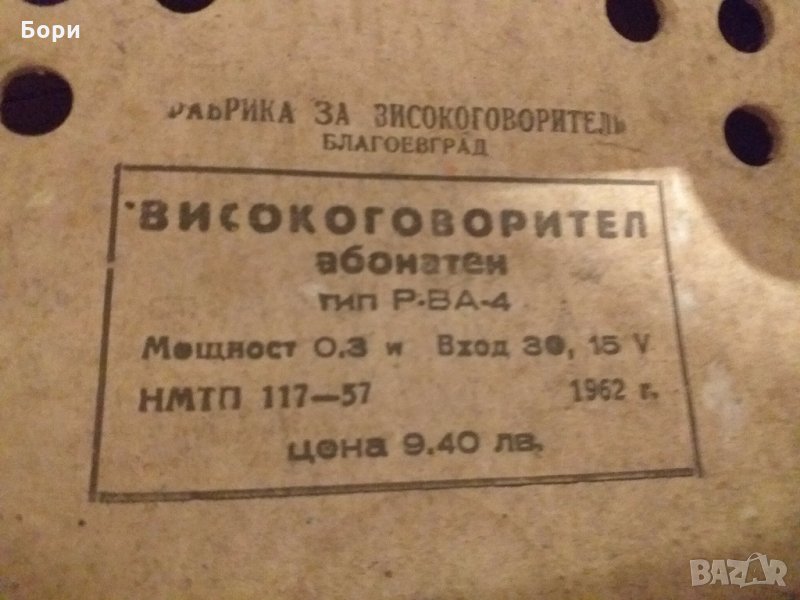 Бори
ФАБРИКА ЗА ВИСОКОГОВОРИТЕЛИ
БЛАГОЕВГРАД
ВИСОКОГОВОРИТЕЛ
абонатен
тип Р-ВА-4
Мощност 0.3 и Вход 30, 15 V
НМТП 117-57 1962 г.
цена 9.40 лв.
BAZAR